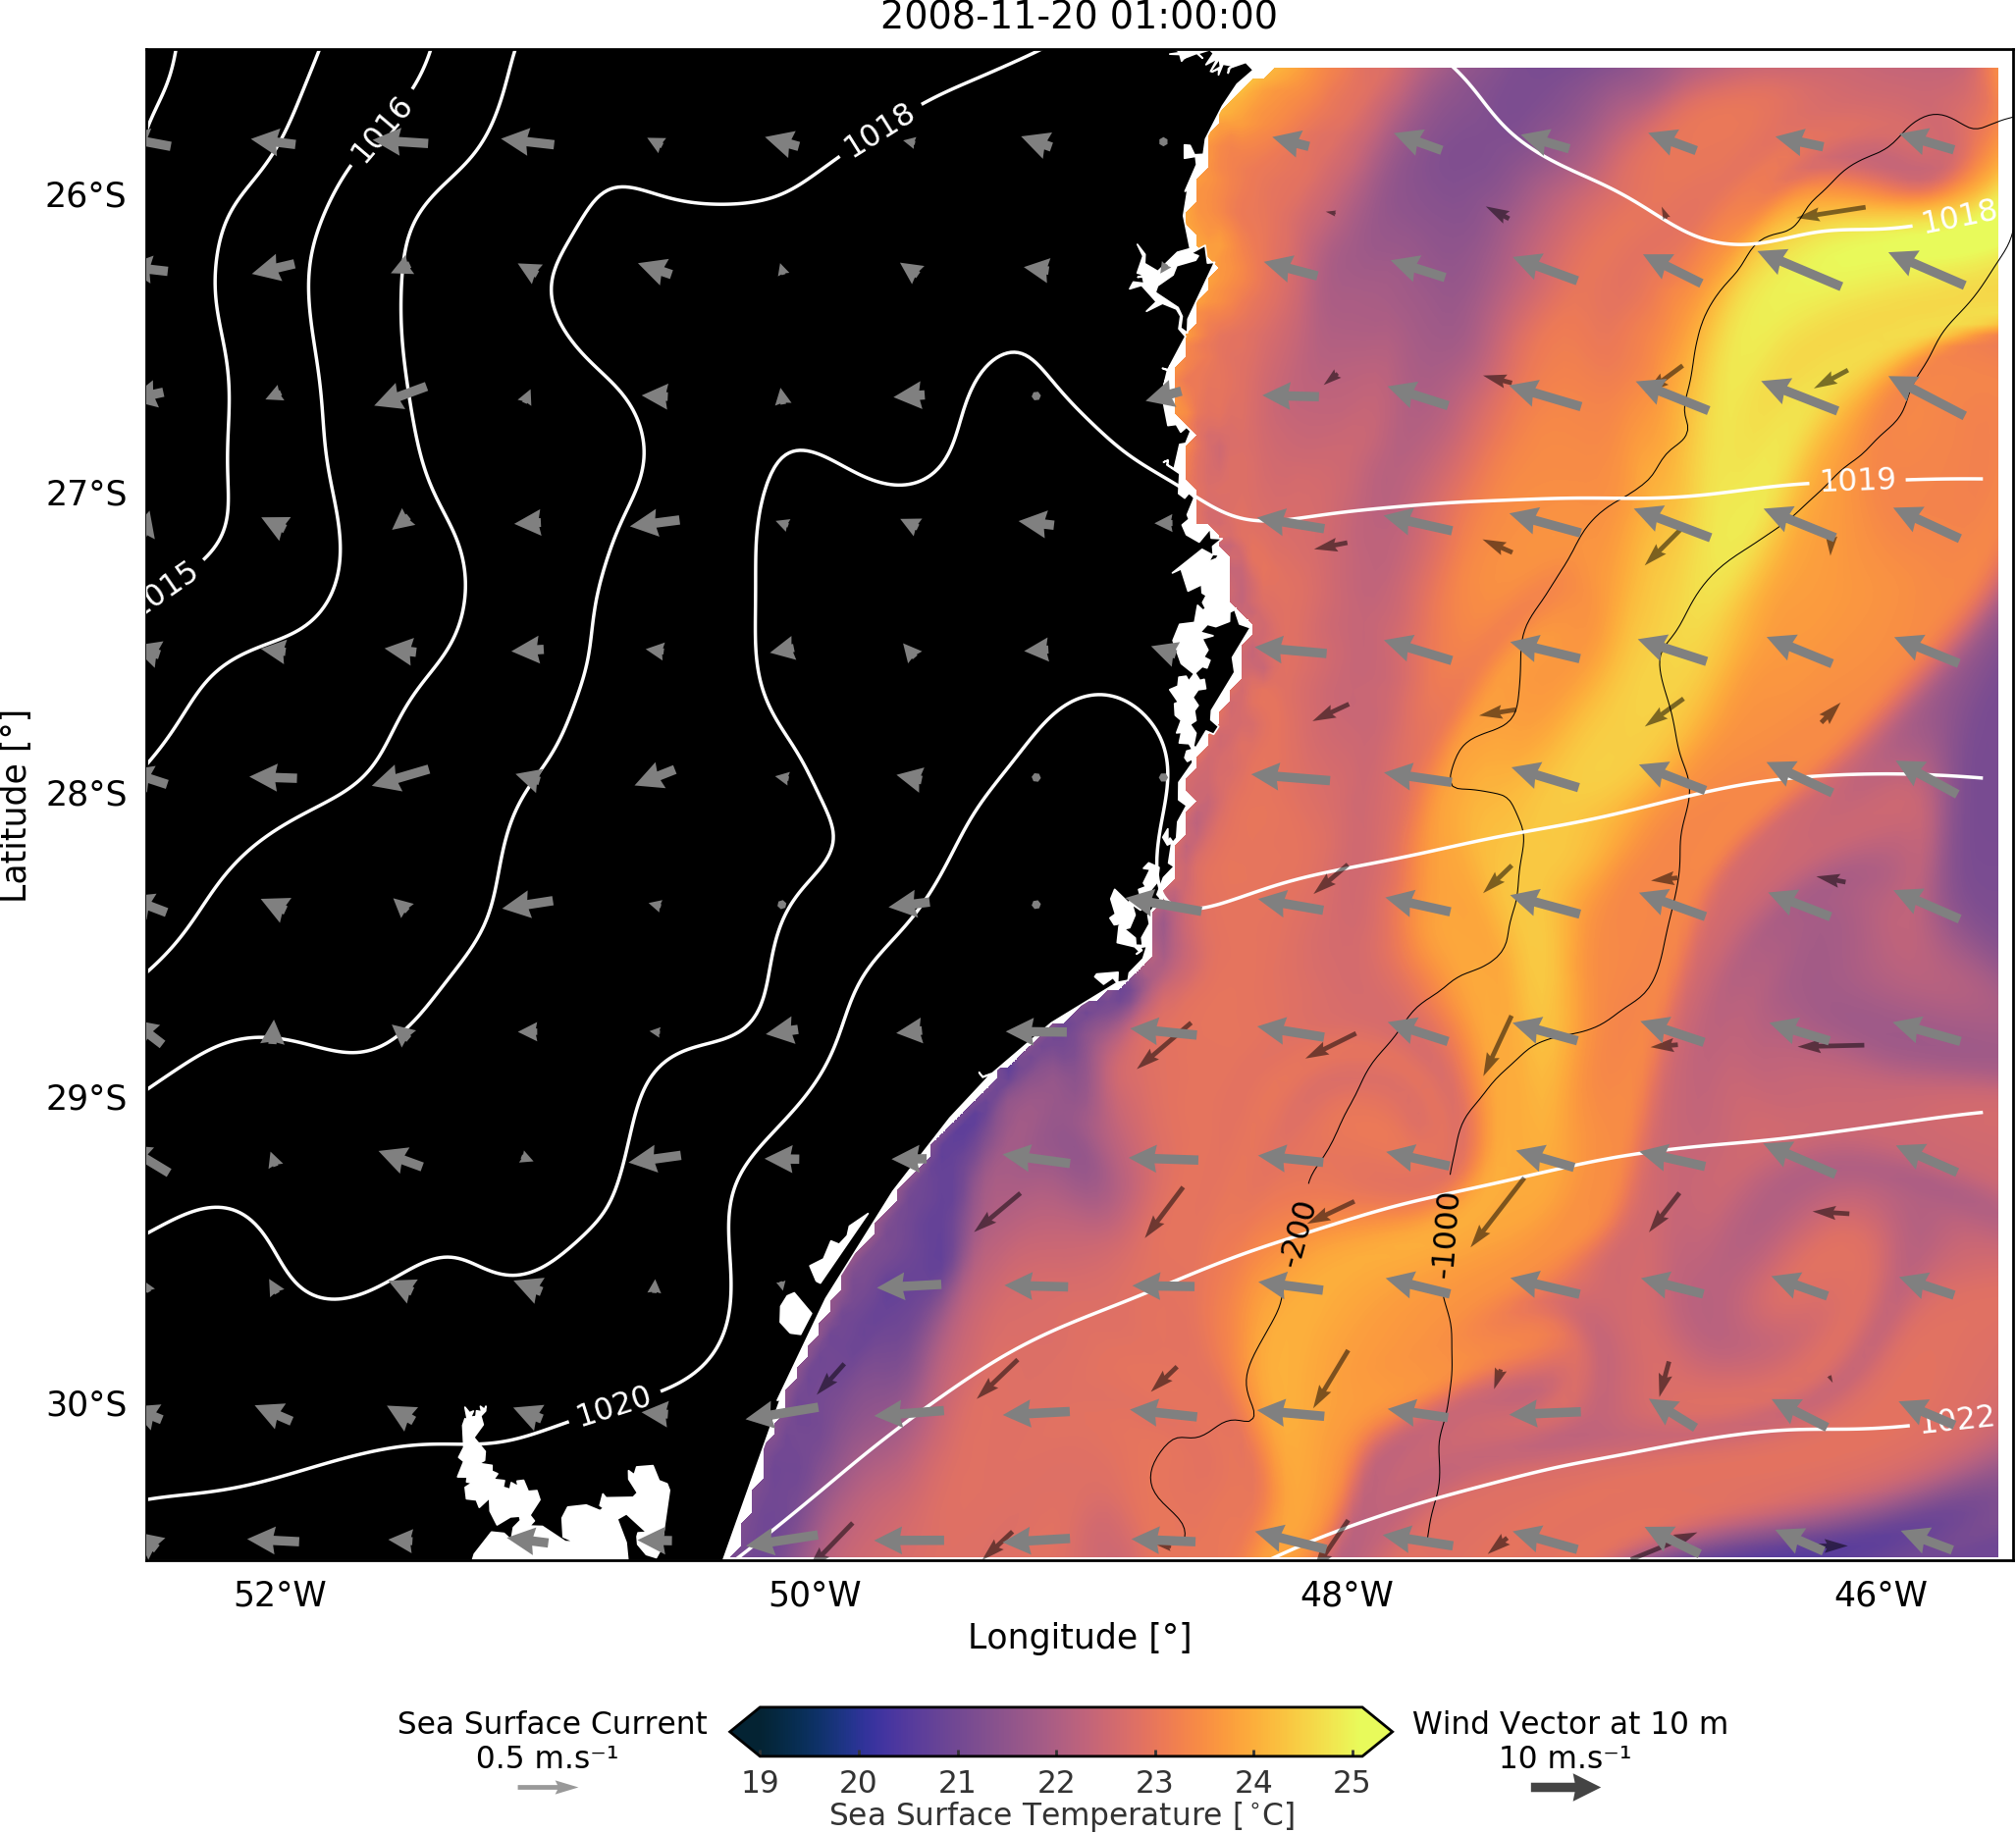 2008-11-20 01:00:00
1016
1018
26°S
1018
27°S
1019
015
Latitude [°]
28°S
29°S
-200
-1000
30°S
1020
1022
52°W
50°W
48°W
46°W
Longitude [°]
Sea Surface Current
0.5 m.s⁻¹
Wind Vector at 10 m
10 m.s⁻¹
19 20 21 22 23 24 25
Sea Surface Temperature [°C]